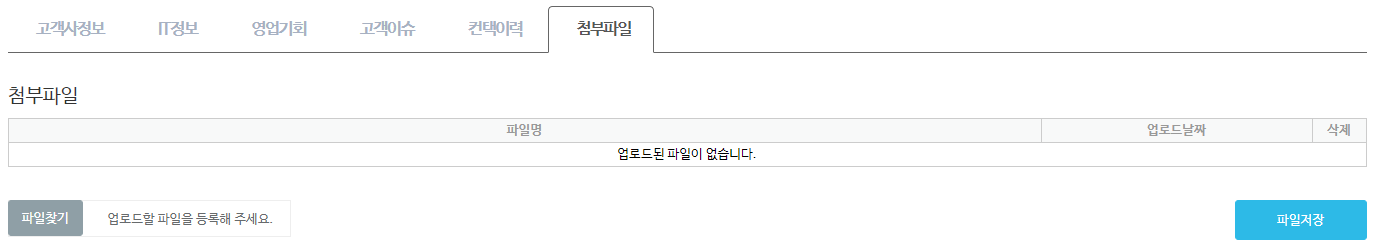 고객사정보 IT정보 영업기회 고객이슈 컨택이력 첨부파일
첨부파일
파일명 업로드날짜 삭제
업로드된 파일이 없습니다.
파일찾기 업로드할 파일을 등록해 주세요. 파일저장